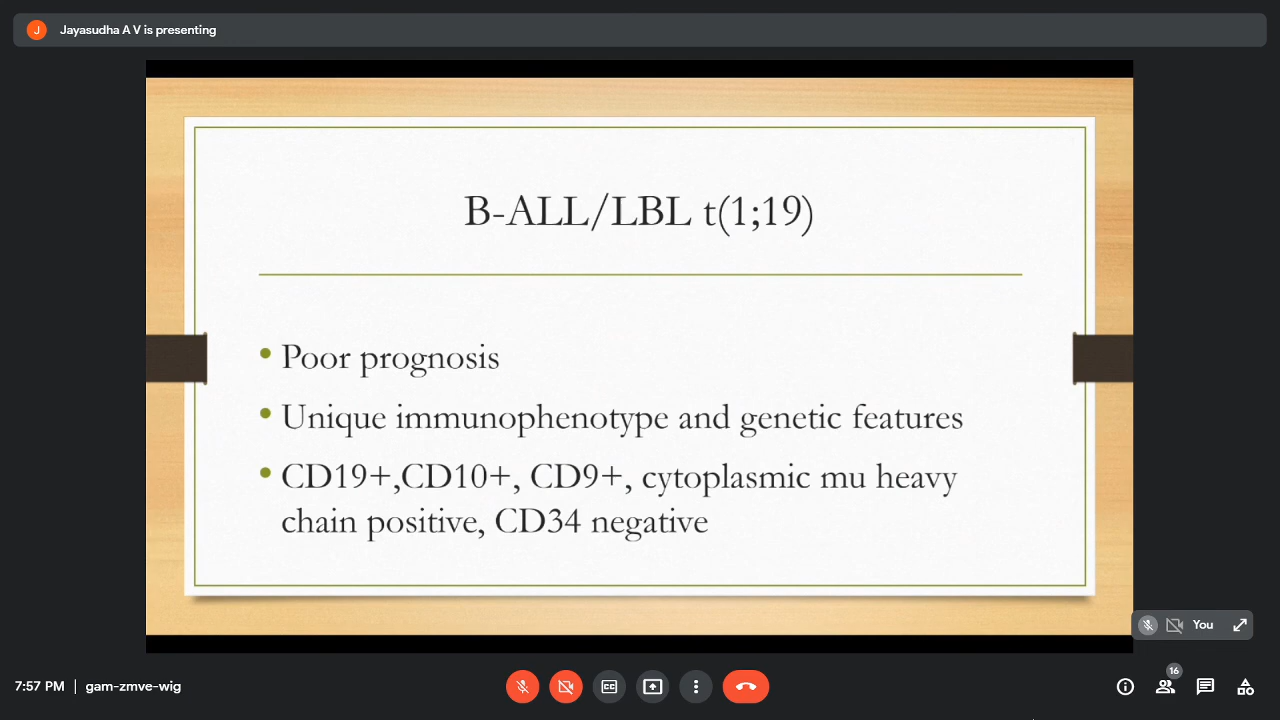 J Jayasudha A V is presenting
B-ALL/LBL t(1;19)
• Poor prognosis
• Unique immunophenotype and genetic features
• CD19+,CD10+, CD9+, cytoplasmic mu heavy
chain positive, CD34 negative
You
7:57 PM | gam-zmve-wig
CC
16